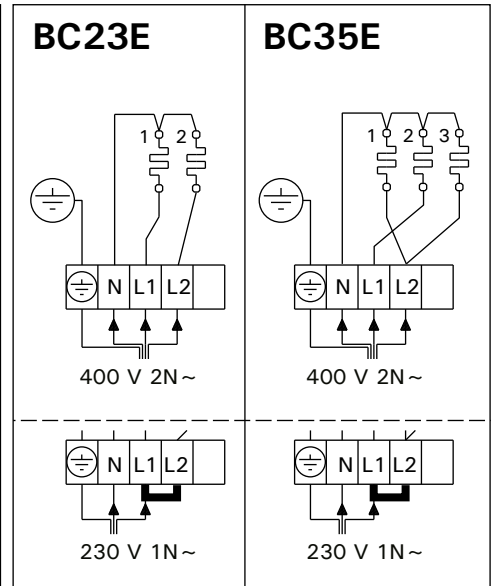 BC23E
1 2
N L1 L2
400 V 2N~
N L1 L2
230 V 1N~
BC35E
1 2 3
N L1 L2
400 V 2N~
N L1 L2
230 V 1N~